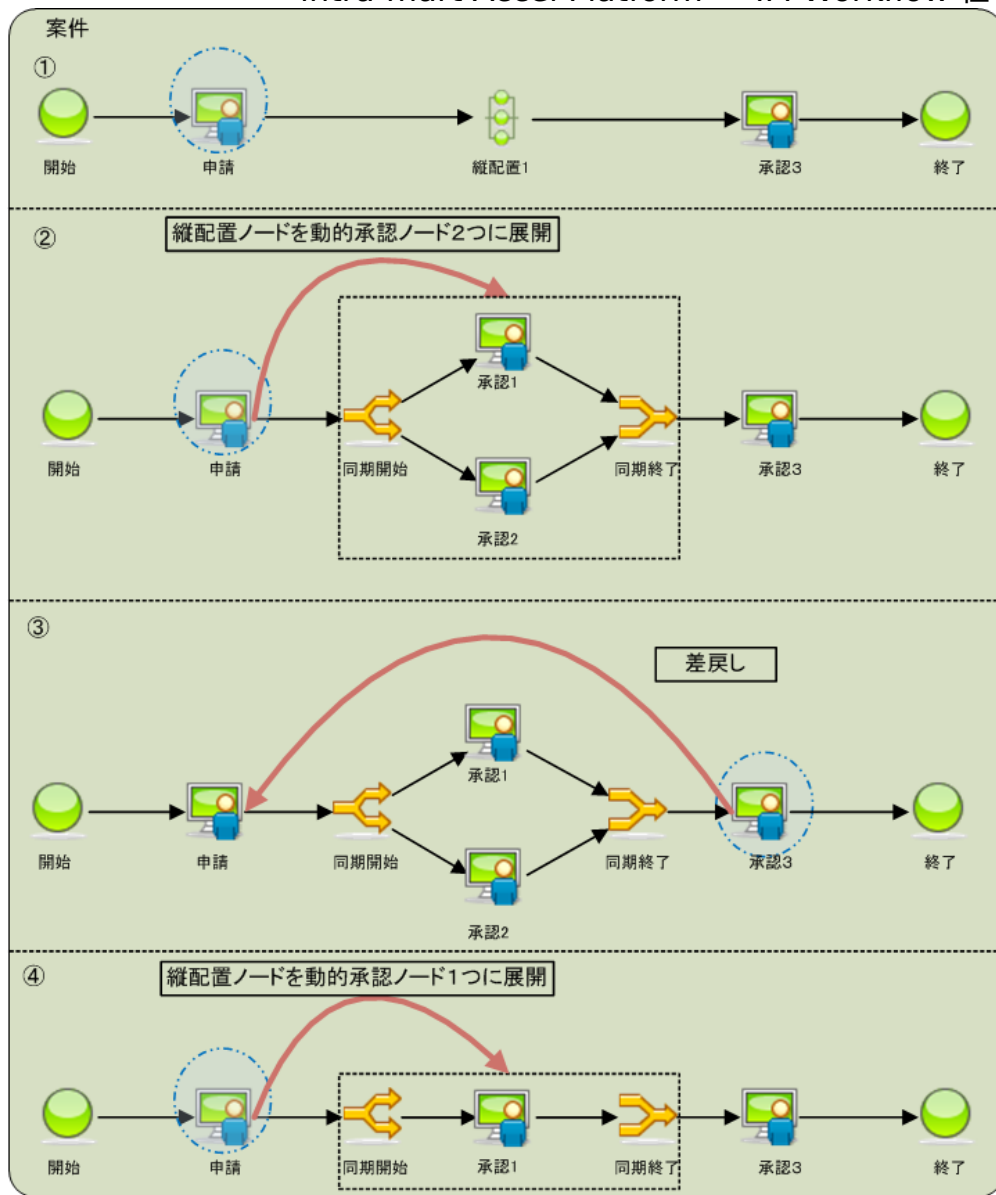 案件
①
開始
申請
縦配置1
承認3
終了
②
縦配置ノードを動的承認ノード2つに展開
承認1
開始
申請
同期開始
同期終了
承認3
終了
承認2
③
差戻し
承認1
開始
申請
同期開始
同期終了
承認3
終了
承認2
④
縦配置ノードを動的承認ノード1つに展開
開始
申請
同期開始
承認1
同期終了
承認3
終了